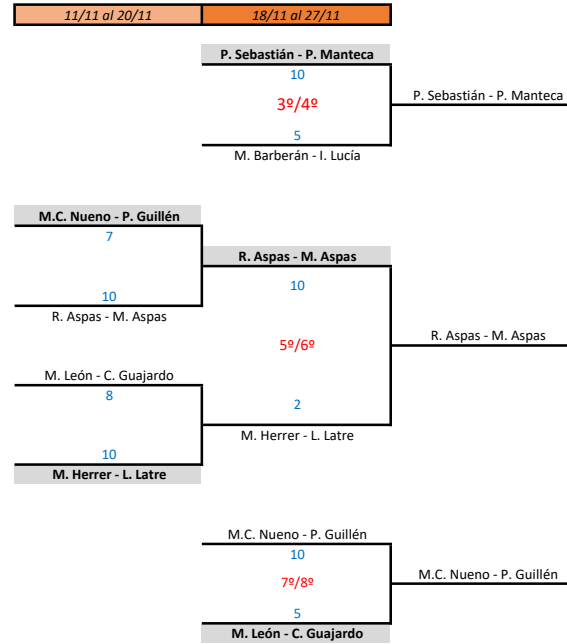 11/11 al 20/11
18/11 al 27/11
P. Sebastián - P. Manteca
10
3º/4º
P. Sebastián - P. Manteca
5
M. Barberán - I. Lucía
M.C. Nueno - P. Guillén
7
R. Aspas - M. Aspas
10
10
R. Aspas - M. Aspas
5º/6º
R. Aspas - M. Aspas
M. León - C. Guajardo
8
2
M. Herrer - L. Latre
10
M. Herrer - L. Latre
M.C. Nueno - P. Guillén
10
7º/8º
M.C. Nueno - P. Guillén
5
M. León - C. Guajardo